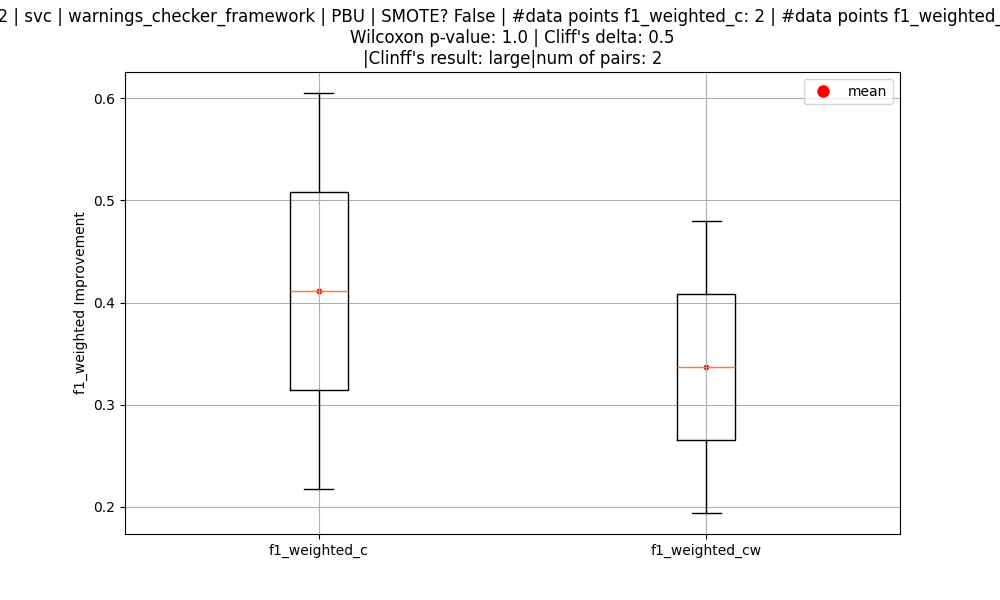 2 | svc | warnings_checker_framework | PBU | SMOTE? False | #data points f1_weighted_c: 2 | #data points f1_weighted_
Wilcoxon p-value: 1.0 | Cliff's delta: 0.5
|Clinff's result: large|num of pairs: 2
mean
0.6
0.5
0.4
0.3
0.2
f1_weighted Improvement
f1_weighted_c
f1_weighted_cw